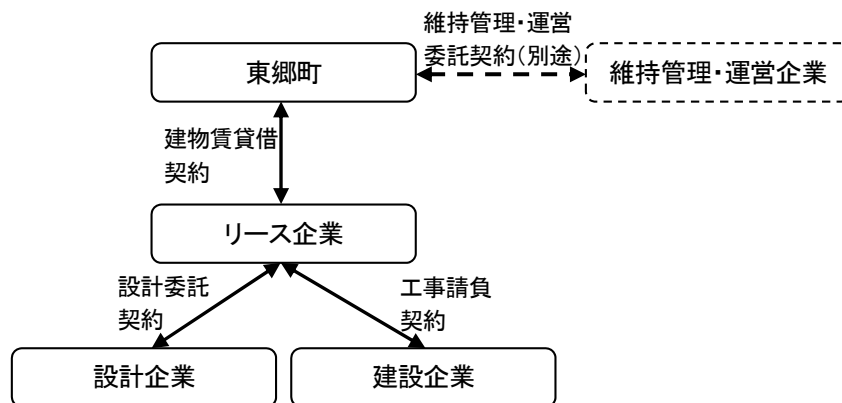 維持管理・運営
委託契約(別途)
東郷町
維持管理・運営企業
建物賃貸借
契約
リース企業
設計委託
契約
工事請負
契約
設計企業
建設企業